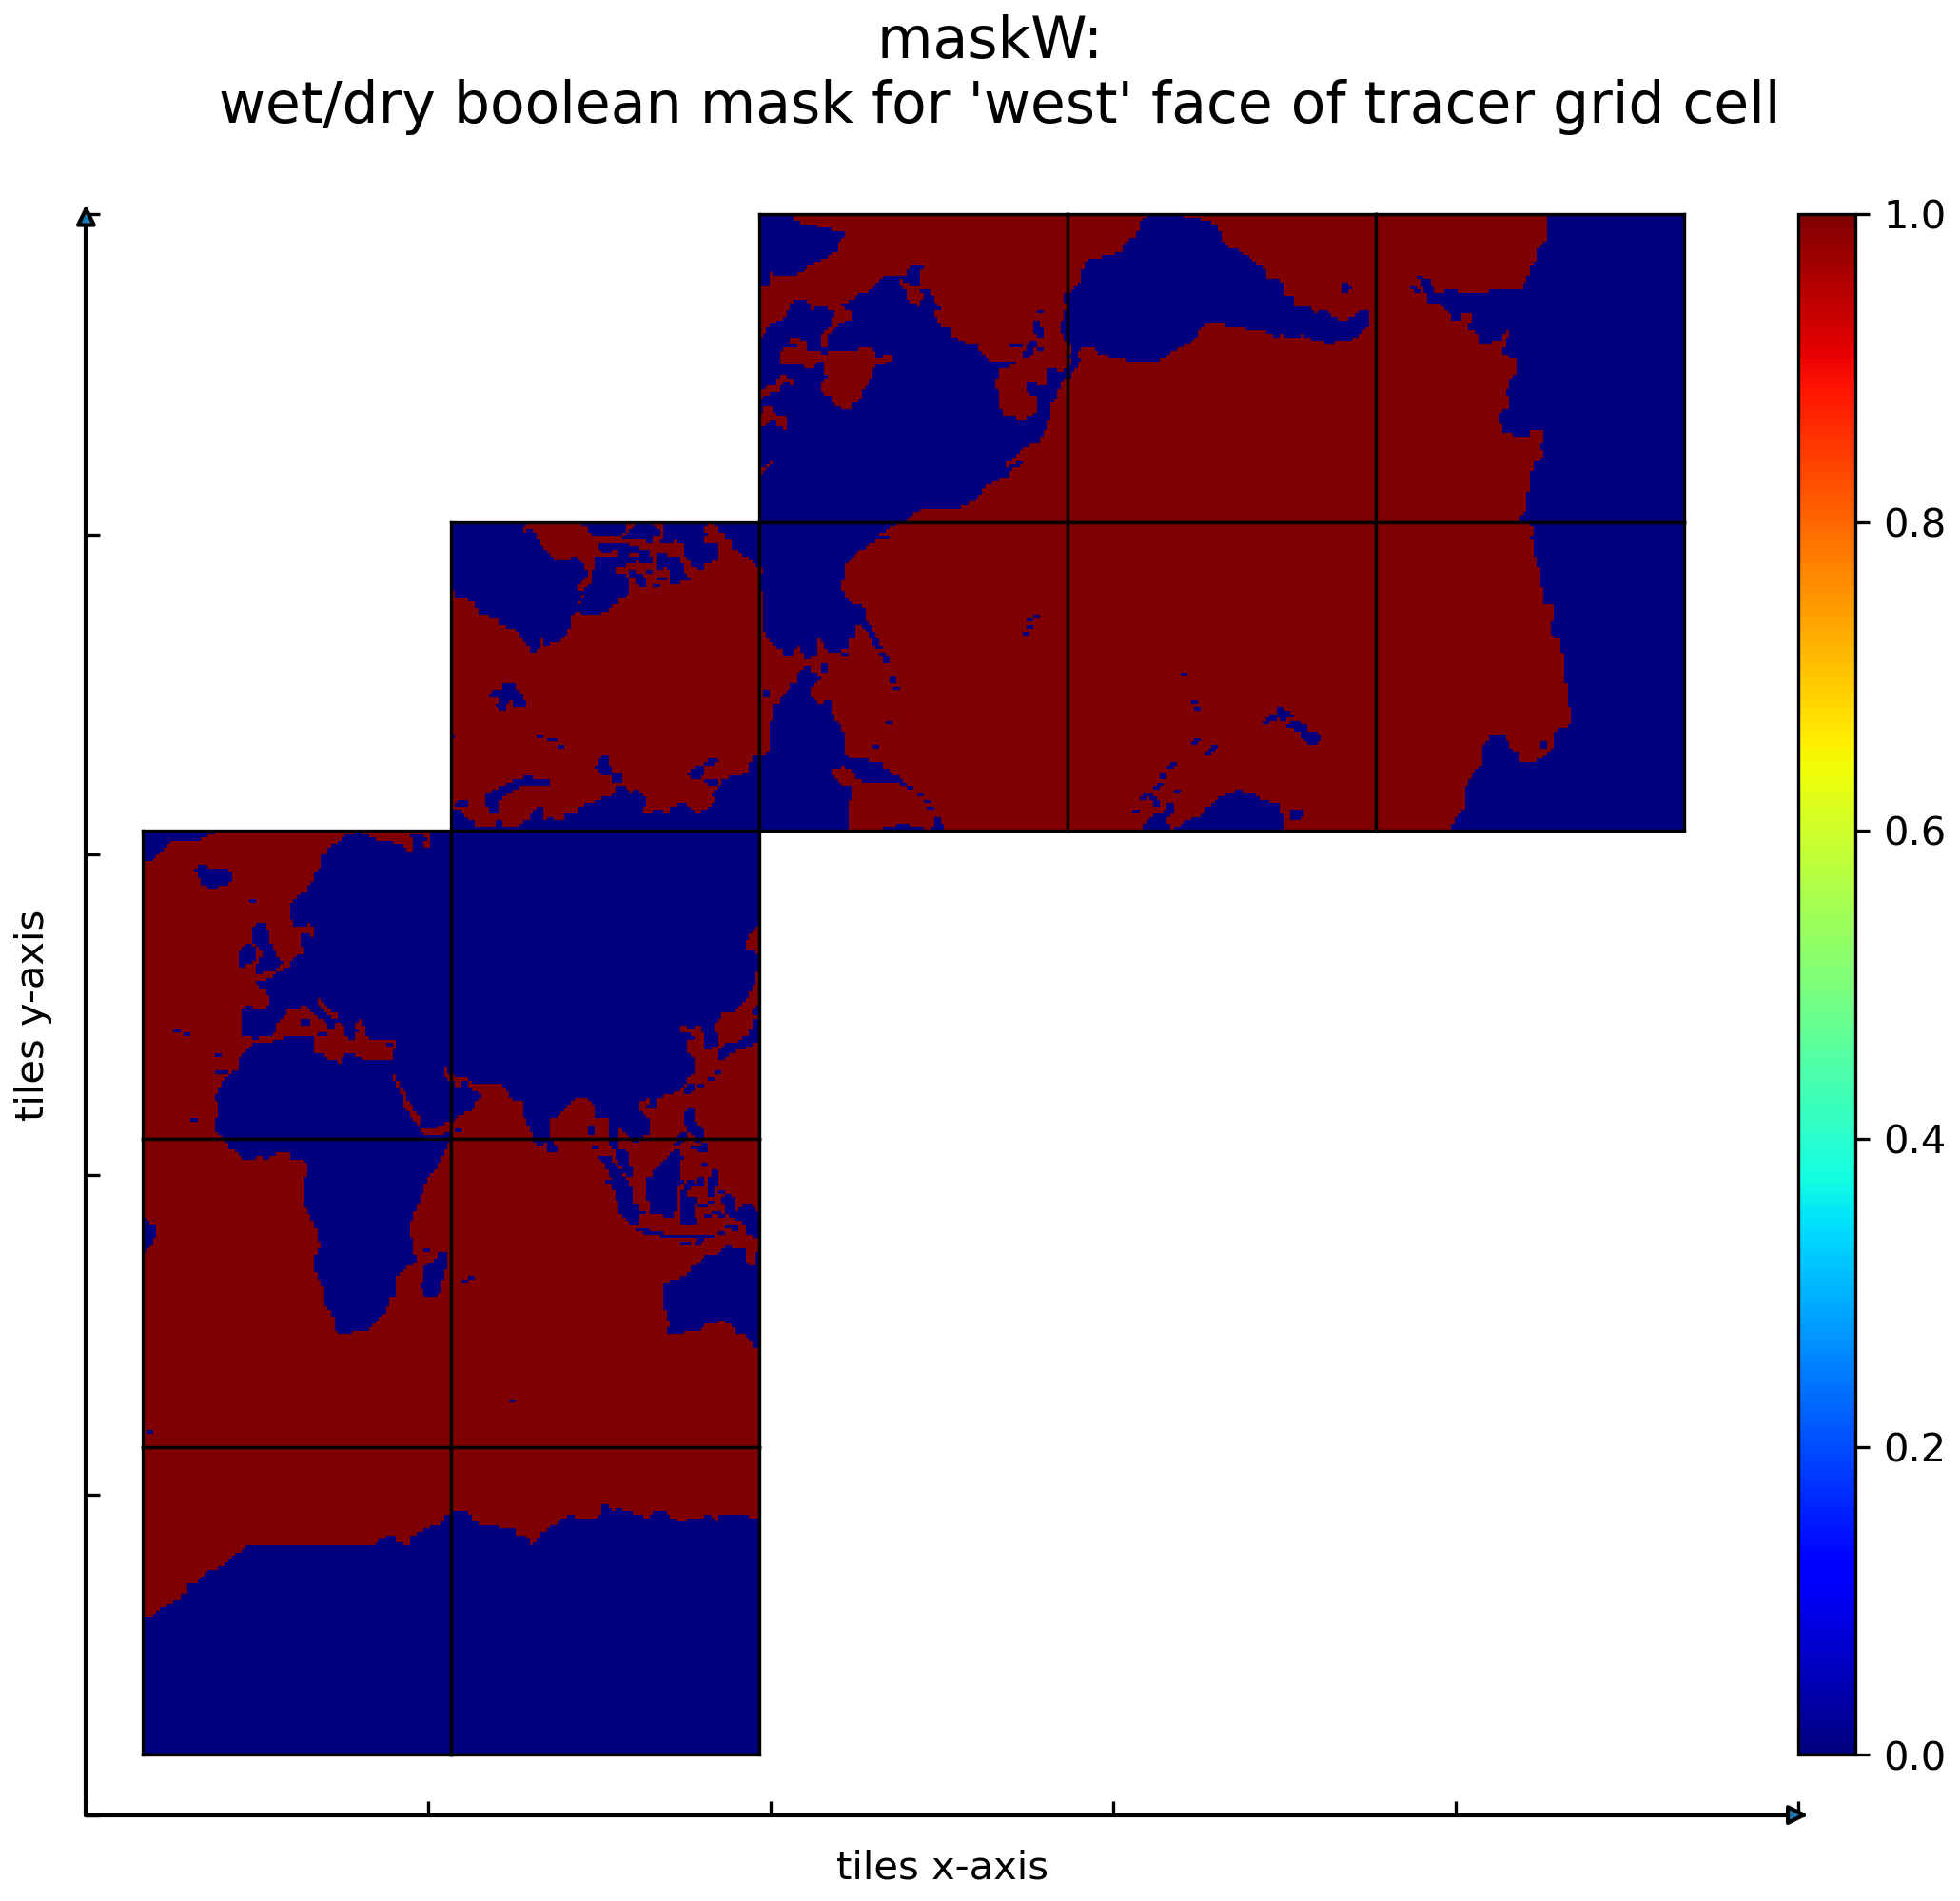 maskW:
wet/dry boolean mask for 'west' face of tracer grid cell
1.0
0.8
0.6
0.4
0.2
0.0
tiles y-axis
tiles x-axis